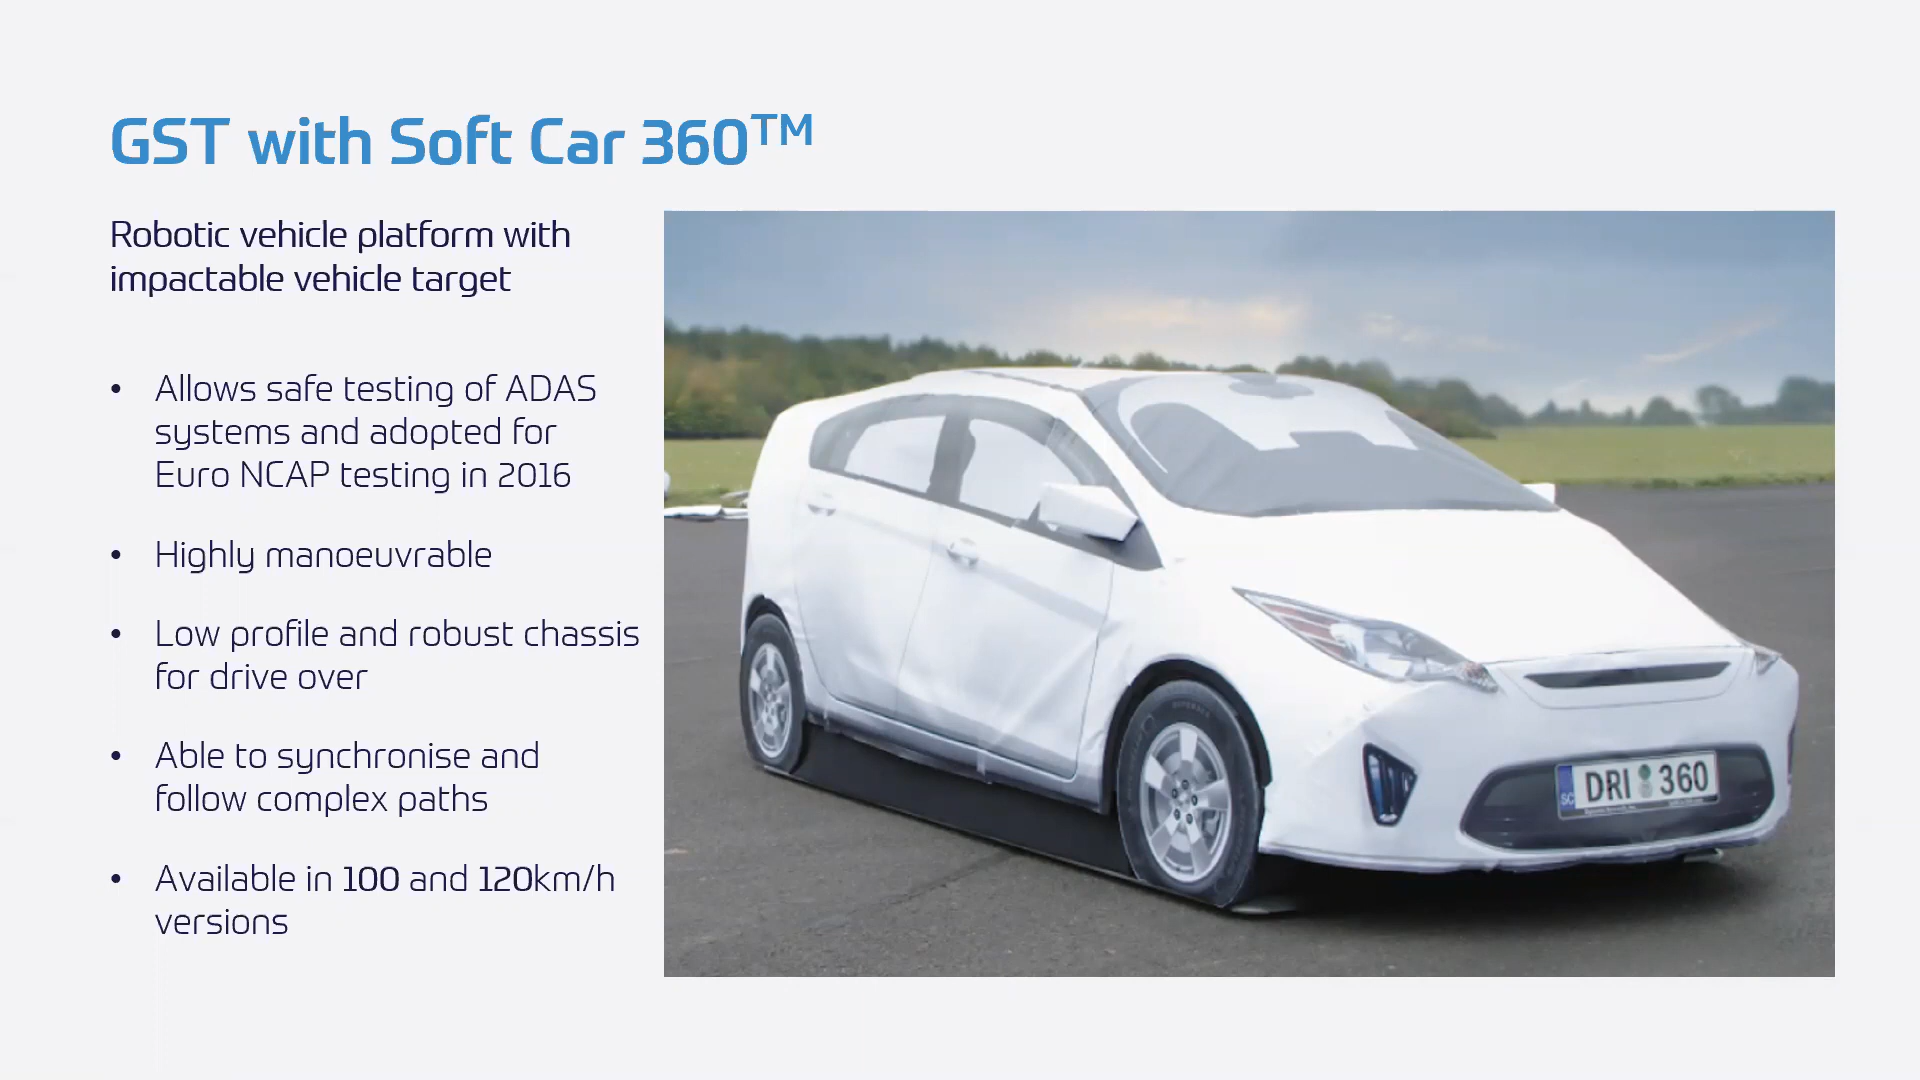 GST with Soft Car 360™
Robotic vehicle platform with
impactable vehicle target
• Allows safe testing of ADAS
systems and adopted for
Euro NCAP testing in 2016
• Highly manoeuvrable
• Low profile and robust chassis
for drive over
• Able to synchronise and
follow complex paths
• Available in 100 and 120km/h
versions
DRI 360
SC